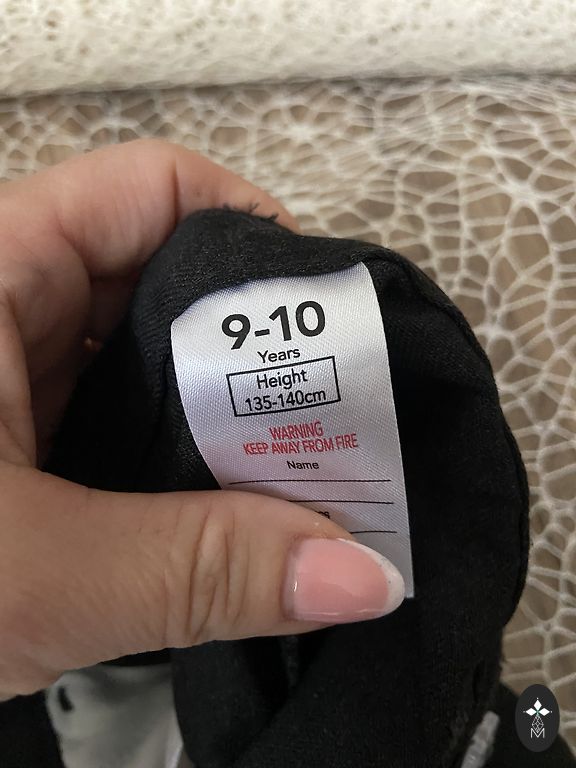 9-10
Years
Height
135-140cm
WARNING
KEEP AWAY FROM FIRE
Name